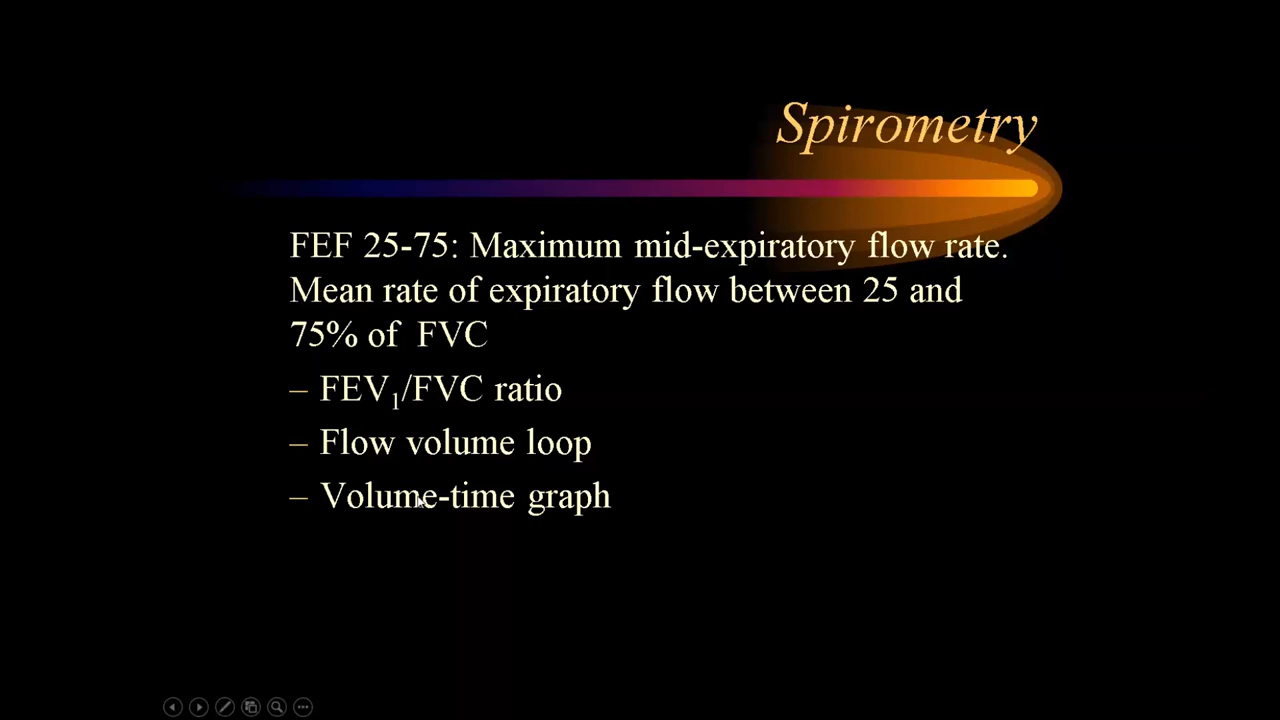 Spirometry
FEF 25-75: Maximum mid-expiratory flow rate.
Mean rate of expiratory flow between 25 and
75% of FVC
– FEV₁/FVC ratio
– Flow volume loop
– Volume-time graph